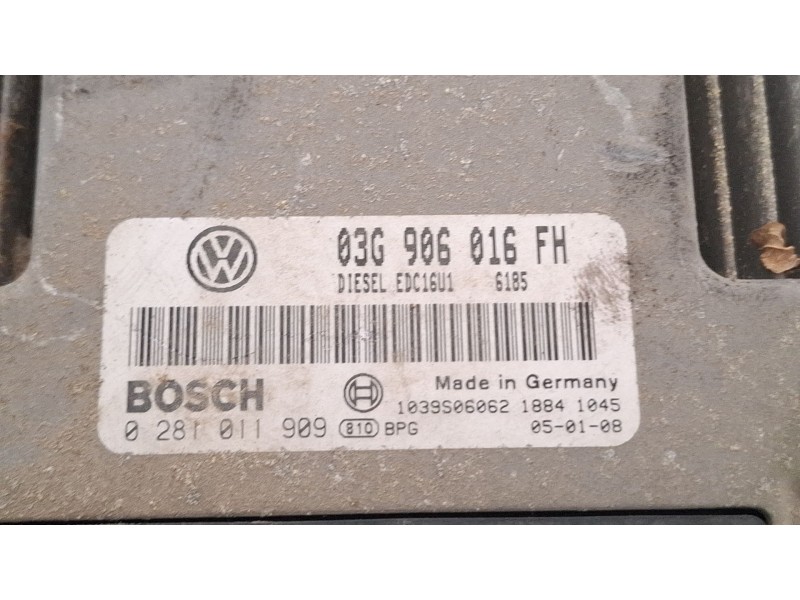 03G 906 016 FH
DIESEL EDC16U1 6185
BOSCH
Made in Germany
1039S06062 1884 1045
0 281 011 909 810 BPG 05-01-08